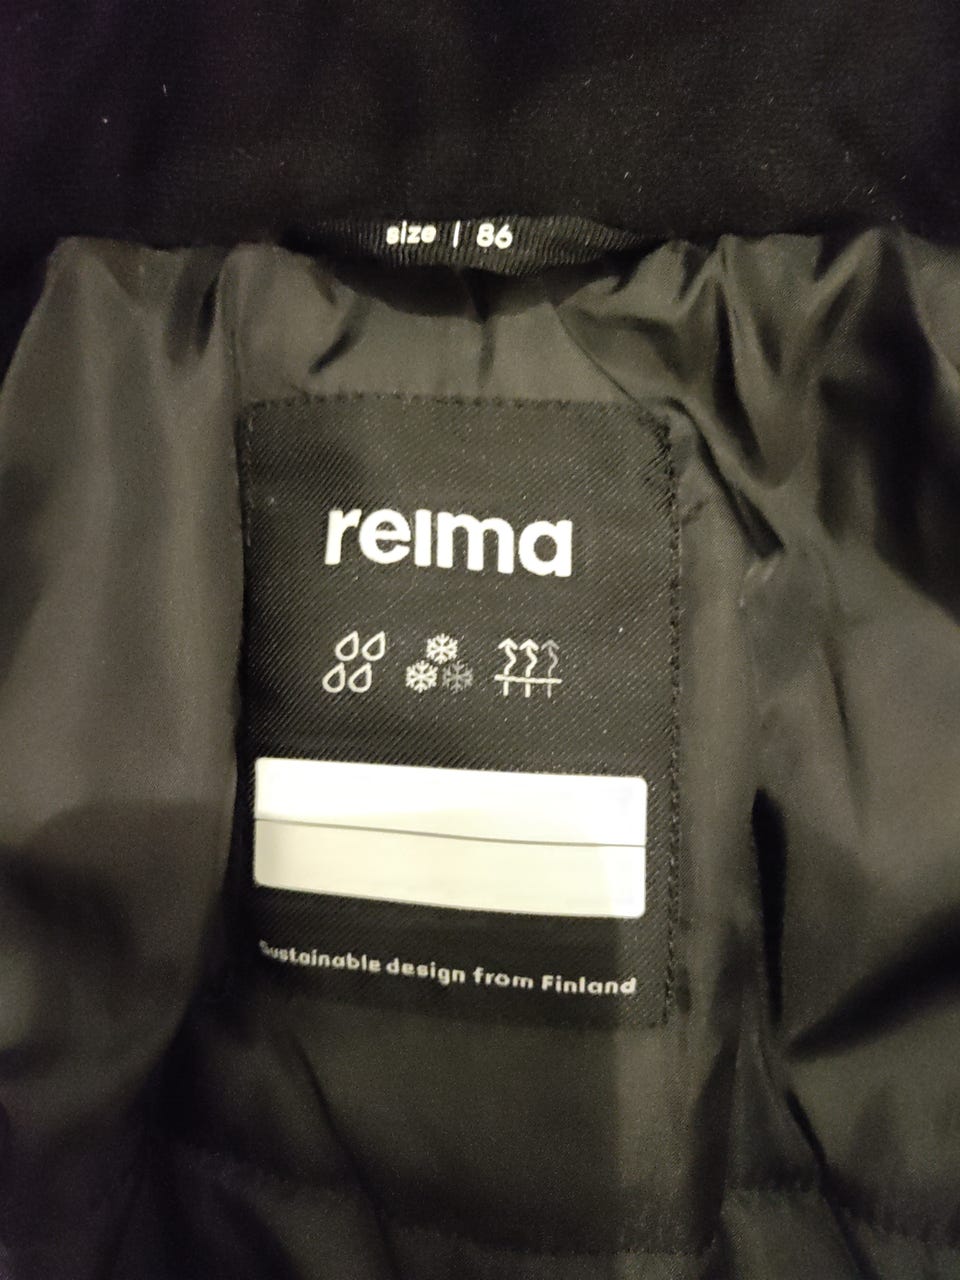 size | 86
reima
Sustainable design from Finland